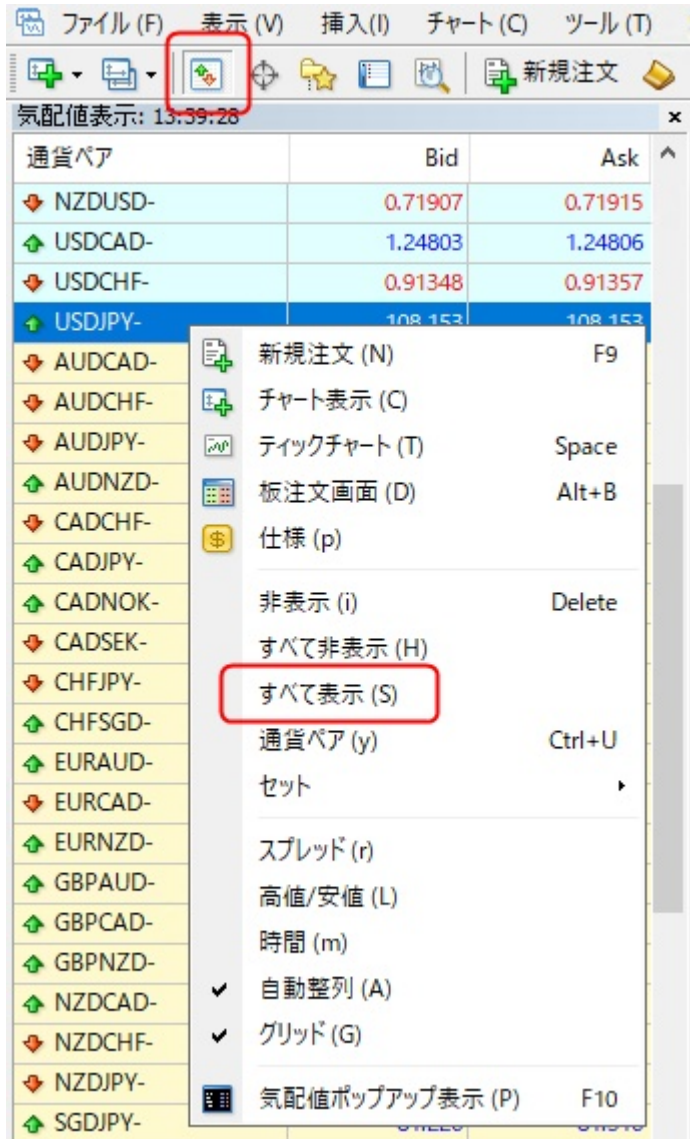 ファイル (F) 表示 (V) 挿入(I) チャート (C) ツール (T)
新規注文
気配値表示: 13:39:28
通貨ペア Bid Ask
NZDUSD- 0.71907 0.71915
USDCAD- 1.24803 1.24806
USDCHF- 0.91348 0.91357
USDJPY- 108.153 108.153
AUDCAD-
AUDCHF-
AUDJPY-
AUDNZD-
CADCHF-
CADJPY-
CADNOK-
CADSEK-
CHFJPY-
CHFSGD-
EURAUD-
EURCAD-
EURNZD-
GBPAUD-
GBPCAD-
GBPNZD-
NZDCAD-
NZDCHF-
NZDJPY-
SGDJPY-
新規注文 (N) F9
チャート表示 (C)
ティックチャート (T) Space
板注文画面 (D) Alt+B
仕様 (p)
非表示 (i) Delete
すべて非表示 (H)
すべて表示 (S)
通貨ペア (y) Ctrl+U
セット
スプレッド (r)
高値/安値 (L)
時間 (m)
自動整列 (A)
グリッド (G)
気配値ポップアップ表示 (P) F10